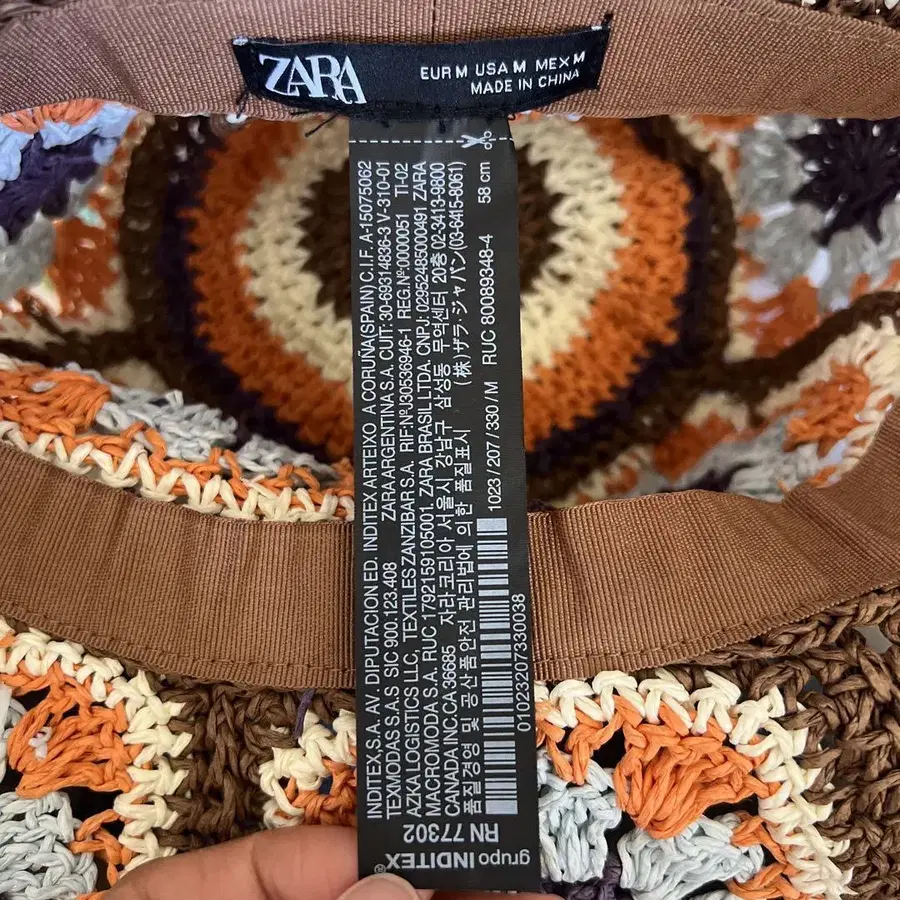 ZARA
EUR M USA M MEX M
MADE IN CHINA
INDITEX, S.A. AV. DIPUTACION ED. INDITEX ARTEIXO A CORUÑA(SPAIN) C.I.F. A-15075062
TEXMODAS S.A.S SIC 900.123.408 ZARA ARGENTINA S.A. CUIT: 30-69314836-3 V-310-01
AZKA LOGISTICS LLC, TEXTILES ZANZIBAR S.A. RIF:NºJ30536946-1 REG.Nº0000051 TI-02
MACROMODA S.A. RUC 1792159105001, ZARA BRASIL LTDA, CNPJ: 02952485000491 ZARA
CANADA INC.CA 36685 자라코리아 서울시 강남구 삼성동 무역센터 20층 02-3413-9800
품질경영 및 공산품안전 관리법에 의한 품질표시 (株)ザラ・ジャパン(03-6415-8061)
1023/207/330/M RUC 80089348-4 58 cm
01023207330038
RN 77302
grupo INDITEX